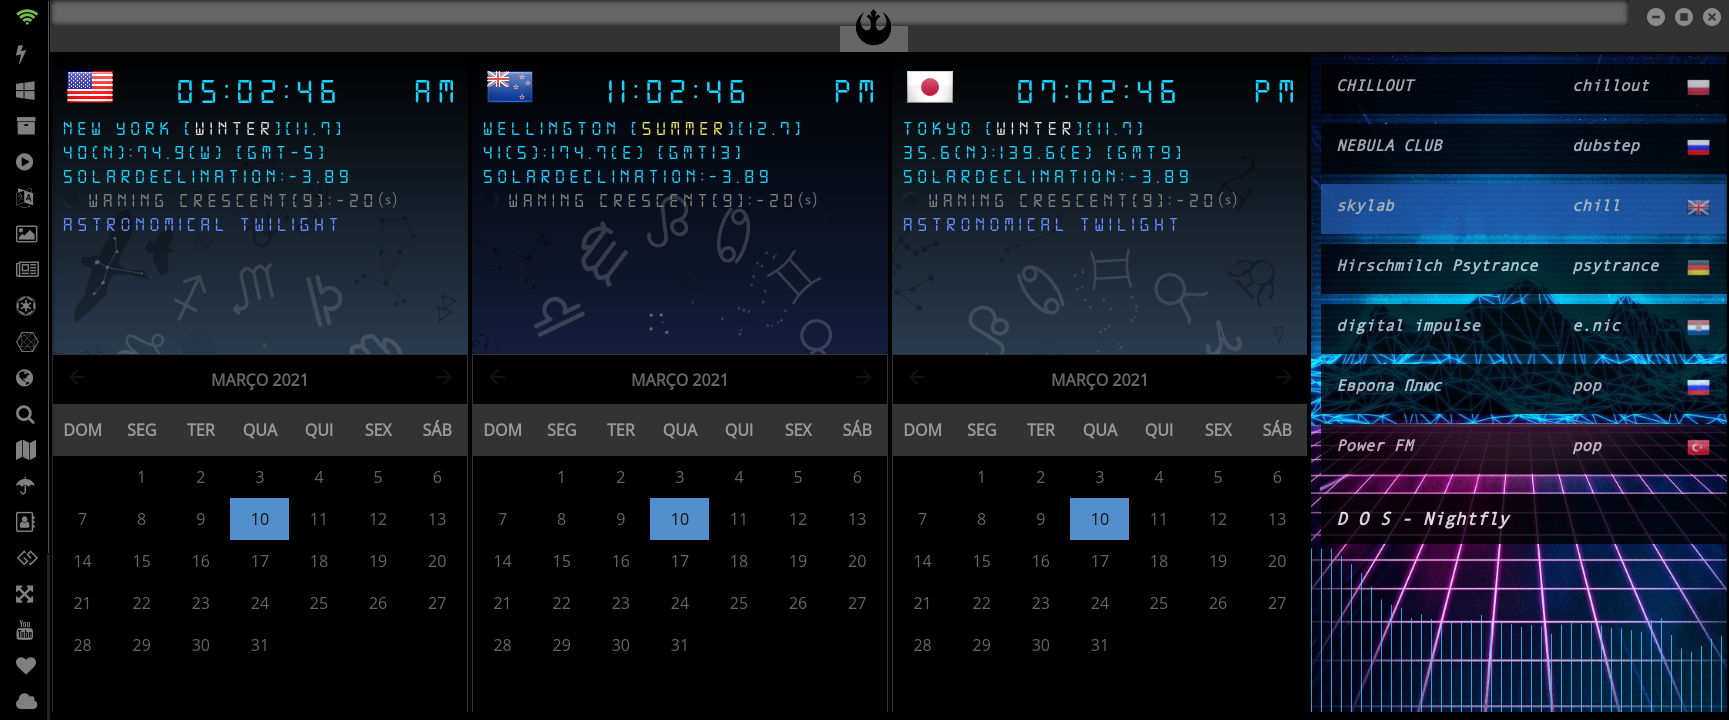 05:02:46 AM
NEW YORK [WINTER][11.7]
40(N):74.9(W) [GMT-5]
SOLARDECLINATION:-3.89
WANING CRESCENT[9]:-20(s)
ASTRONOMICAL TWILIGHT
MARÇO 2021
DOM SEG TER QUA QUI SEX SÁB
1 2 3 4 5 6
7 8 9 10 11 12 13
14 15 16 17 18 19 20
21 22 23 24 25 26 27
28 29 30 31
11:02:46 PM
WELLINGTON [SUMMER][12.7]
41(S):174.7(E) [GMT13]
SOLARDECLINATION:-3.89
WANING CRESCENT[9]:-20(s)
MARÇO 2021
DOM SEG TER QUA QUI SEX SÁB
1 2 3 4 5 6
7 8 9 10 11 12 13
14 15 16 17 18 19 20
21 22 23 24 25 26 27
28 29 30 31
07:02:46 PM
TOKYO [WINTER][11.7]
35.6(N):139.6(E) [GMT9]
SOLARDECLINATION:-3.89
WANING CRESCENT[9]:-20(s)
ASTRONOMICAL TWILIGHT
MARÇO 2021
DOM SEG TER QUA QUI SEX SÁB
1 2 3 4 5 6
7 8 9 10 11 12 13
14 15 16 17 18 19 20
21 22 23 24 25 26 27
28 29 30 31
CHILLOUT chillout
NEBULA CLUB dubstep
skylab chill
Hirschmilch Psytrance psytrance
digital impulse e.nic
Европа Плюс pop
Power FM pop
D O S - Nightfly
You Tube